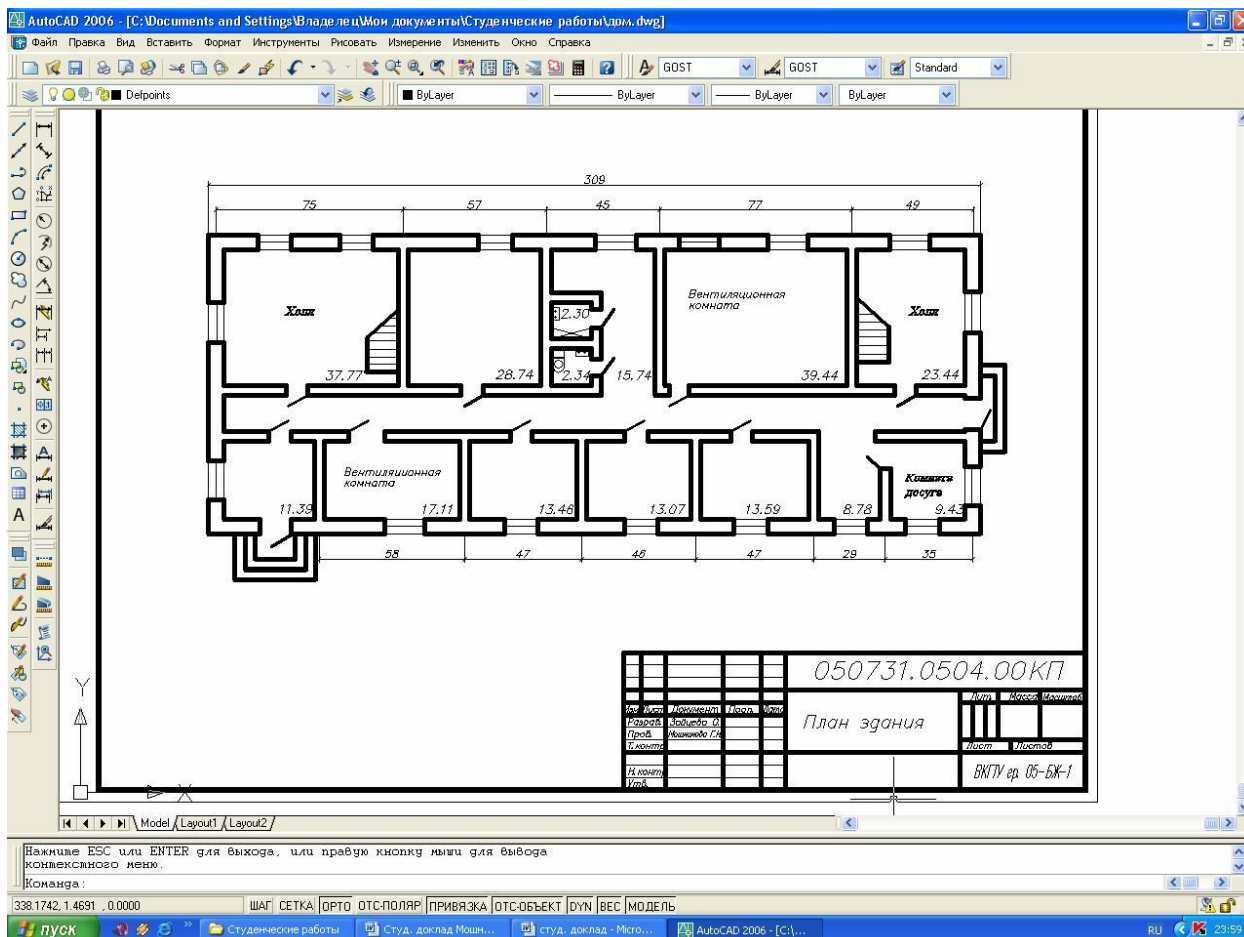 AutoCAD 2006 - [C:\Documents and Settings\Владелец\Мои документы\Студенческие работы\дом.dwg]
Файл Правка Вид Вставить Формат Инструменты Рисовать Измерение Изменить Окно Справка
GOST GOST Standard
Defpoints ByLayer ByLayer ByLayer ByLayer
309
75 57 45 77 49
Вентиляционная
комната
2.30
Холл
Холл
37.77 28.74 2.34 15.74 39.44 23.44
Вентиляционная
комната
Комната
досуга
11.39 17.11 13.46 13.07 13.59 8.78 9.43
58 47 46 47 29 35
050731.0504.00КП
Лит. Масса Масштаб
Изм Лист Документ Подп. Дата
Разраб. Зайцева О.
Пров.
Т.контр
План здания
Лист Листов
Н.контр
Утв.
ВКГУ гр. 05-БЖ-1
Y
X
Model Layout1 Layout2
Нажмите ESC или ENTER для выхода, или правую кнопку мыши для вывода
контекстного меню.
Команда:
338.1742, 1.4691 , 0.0000 ШАГ СЕТКА ОРТО ОТС-ПОЛЯР ПРИВЯЗКА ОТС-ОБЪЕКТ DYN ВЕС МОДЕЛЬ
пуск Студенческие работы Студ. доклад Мошн... студ. доклад - Micro... AutoCAD 2006 - [C:\... RU 23:59